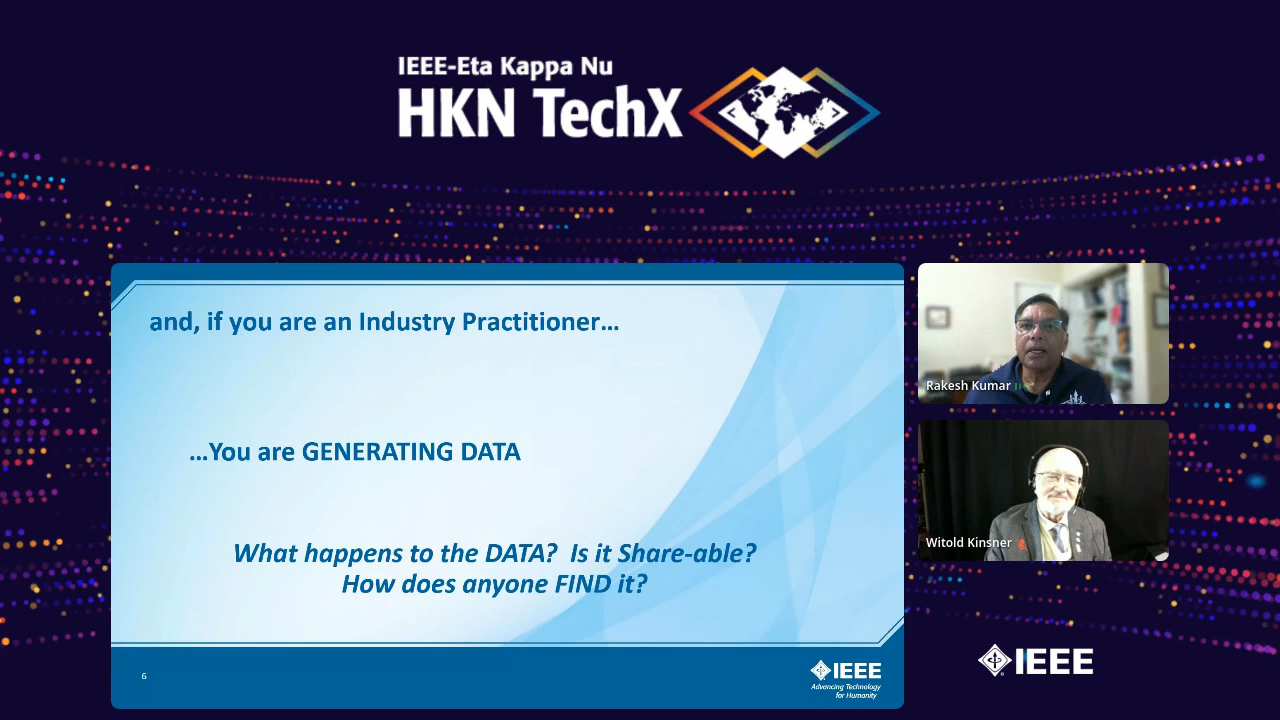 IEEE-Eta Kappa Nu
HKN TechX
and, if you are an Industry Practitioner...
...You are GENERATING DATA
What happens to the DATA?  Is it Share-able?
How does anyone FIND it?
6
IEEE
Advancing Technology
for Humanity
Rakesh Kumar
Witold Kinsner
IEEE